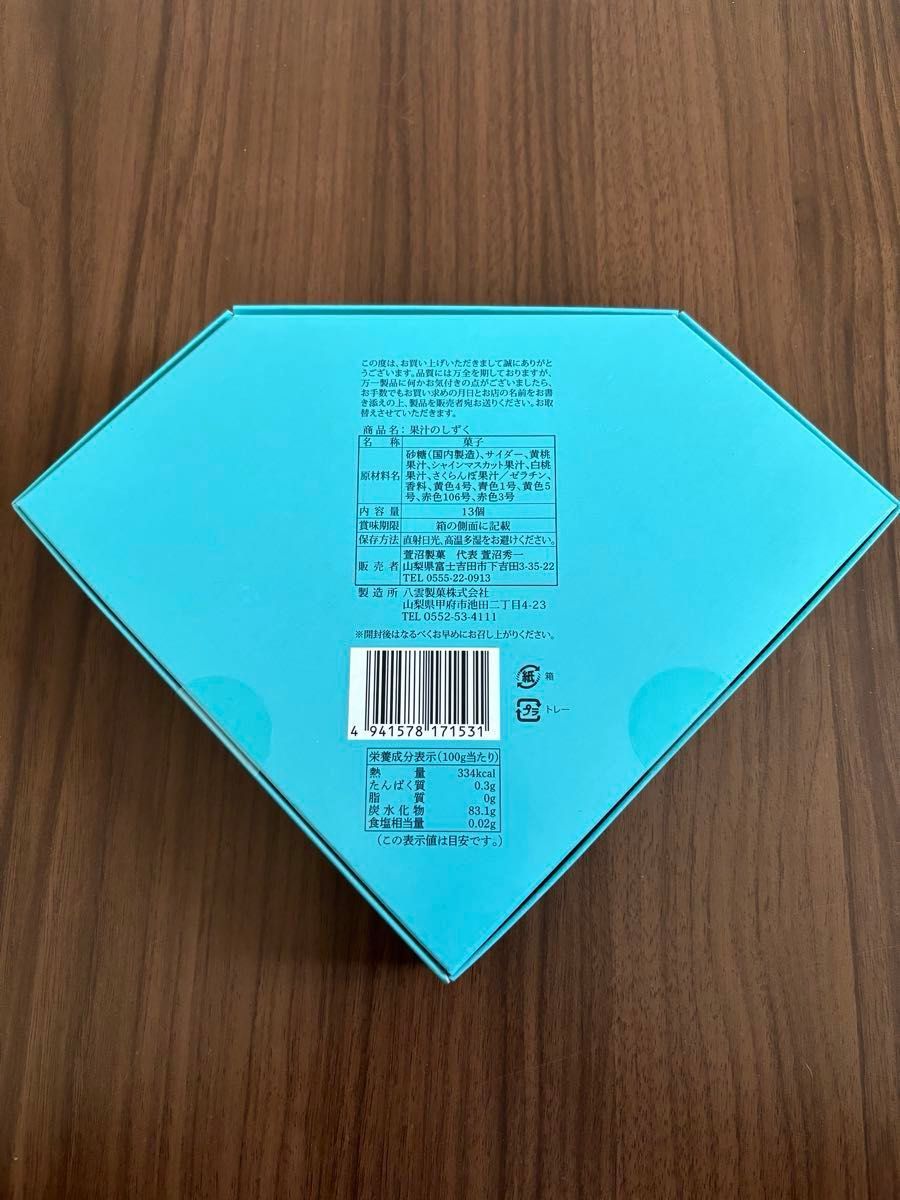 この度は、お買い上げいただきまして誠にありがと
うございます。品質には万全を期しておりますが、
万一製品に何かお気付きの点がございましたら、
お手数でもお買い求めの月日とお店の名前をお書
き添えの上、製品を販売者宛お送りください。お取
替えさせていただきます。
商品名：果汁のしずく
名称 菓子
原材料名 砂糖（国内製造）、サイダー、黄桃
果汁、シャインマスカット果汁、白桃
果汁、さくらんぼ果汁／ゼラチン、
香料、黄色4号、青色1号、黄色5
号、赤色106号、赤色3号
内容量 13個
賞味期限 箱の側面に記載
保存方法 直射日光、高温多湿をお避けください。
販売者 萱沼製菓 代表 萱沼秀一
山梨県富士吉田市下吉田3-35-22
TEL 0555-22-0913
製造所 八雲製菓株式会社
山梨県甲府市池田二丁目4-23
TEL 0552-53-4111
※開封後はなるべくお早めにお召し上がりください。
紙 箱
プラ トレー
4 941578 171531
栄養成分表示（100g当たり）
熱量 334kcal
たんぱく質 0.3g
脂質 0g
炭水化物 83.1g
食塩相当量 0.02g
（この表示値は目安です。）